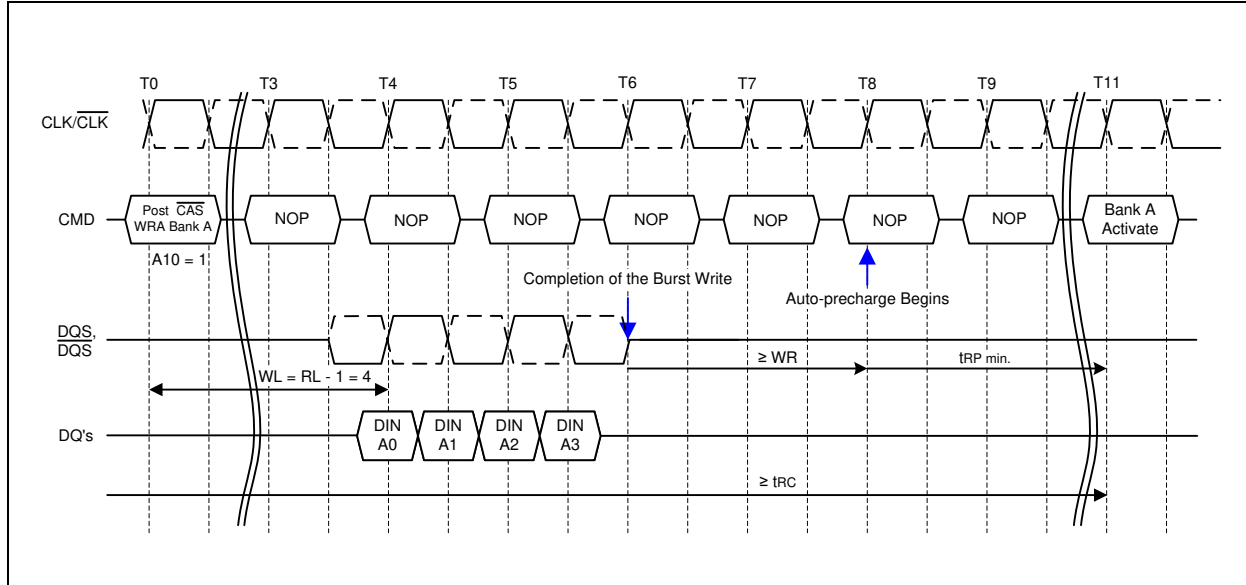 T0 T3 T4 T5 T6 T7 T8 T9 T11
CLK/CLK
CMD
Post CAS
WRA Bank A
NOP NOP NOP NOP NOP NOP NOP
Bank A
Activate
A10 = 1
Completion of the Burst Write
Auto-precharge Begins
DQS,
DQS
≥ WR
tRP min.
WL = RL - 1 = 4
DQ's
DIN
A0
DIN
A1
DIN
A2
DIN
A3
≥ tRC